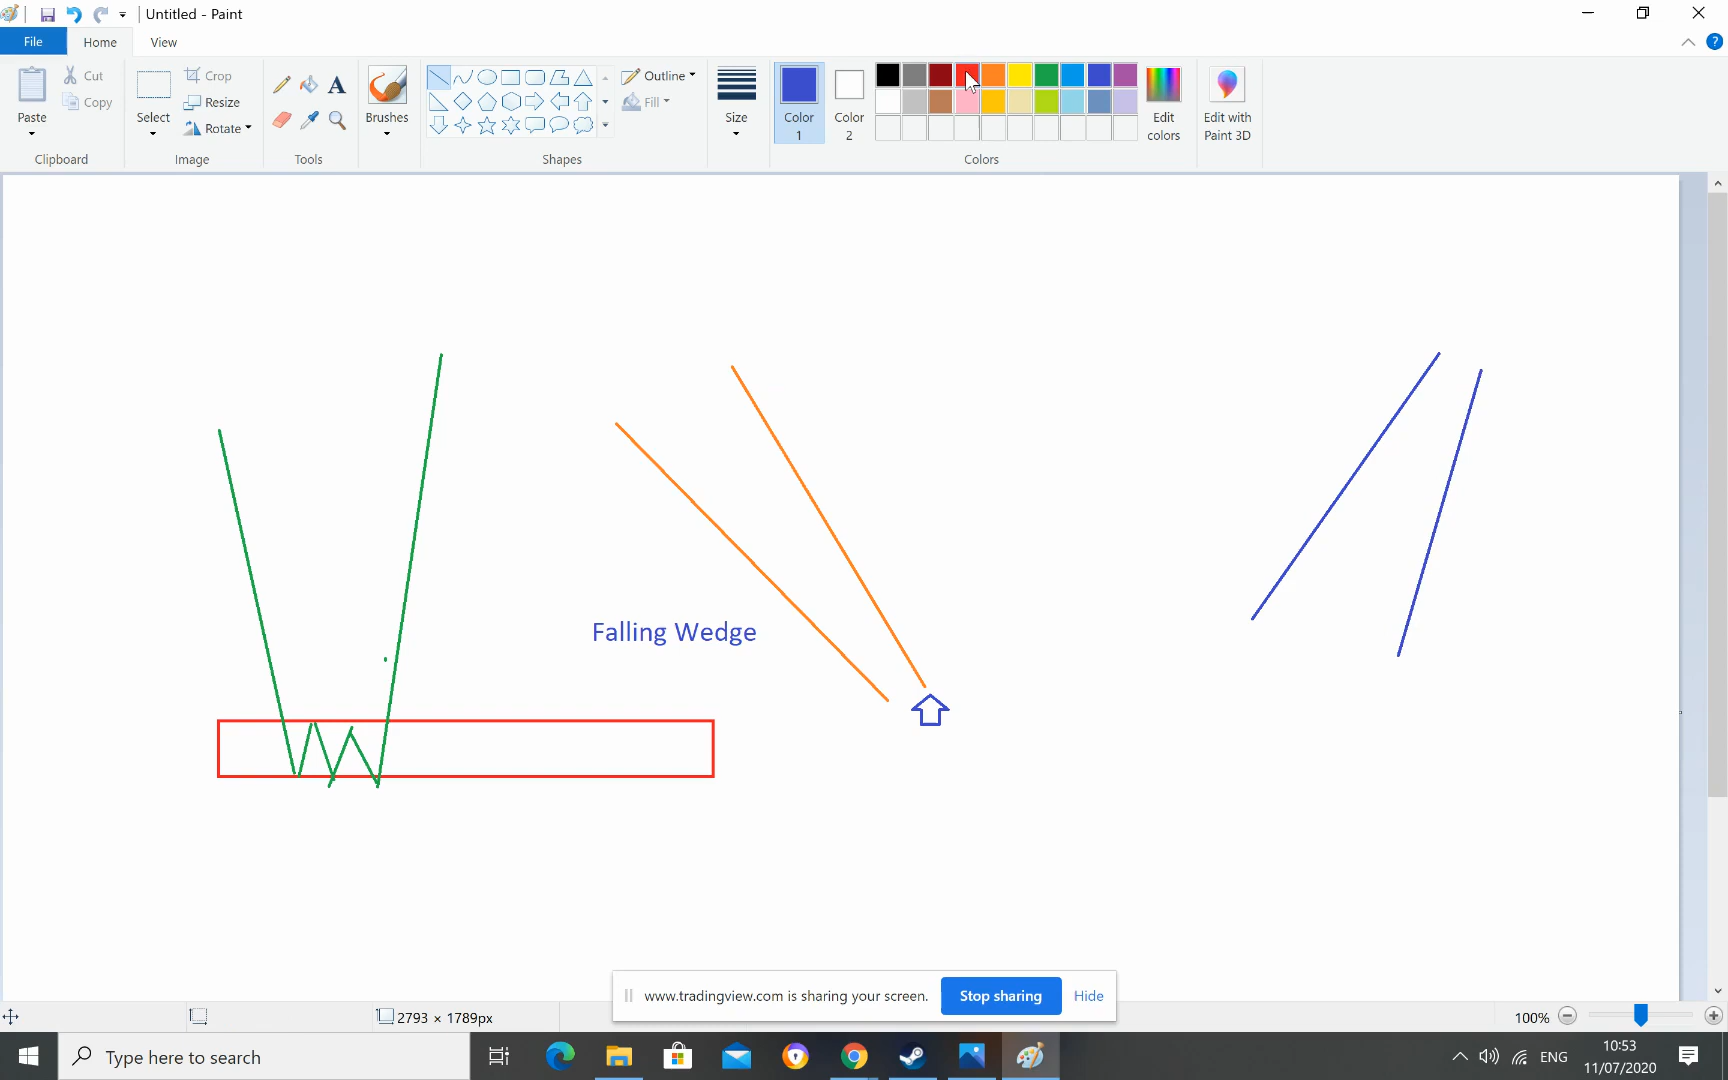 Untitled - Paint
File
Home
View
Paste
Cut
Copy
Clipboard
Select
Crop
Resize
Rotate
Image
A
Tools
Brushes
Shapes
Outline
Fill
Size
Color
1
Color
2
Colors
Edit
colors
Edit with
Paint 3D
?
Falling Wedge
www.tradingview.com is sharing your screen.
Stop sharing
Hide
2793 × 1789px
100%
Type here to search
ENG
10:53
11/07/2020